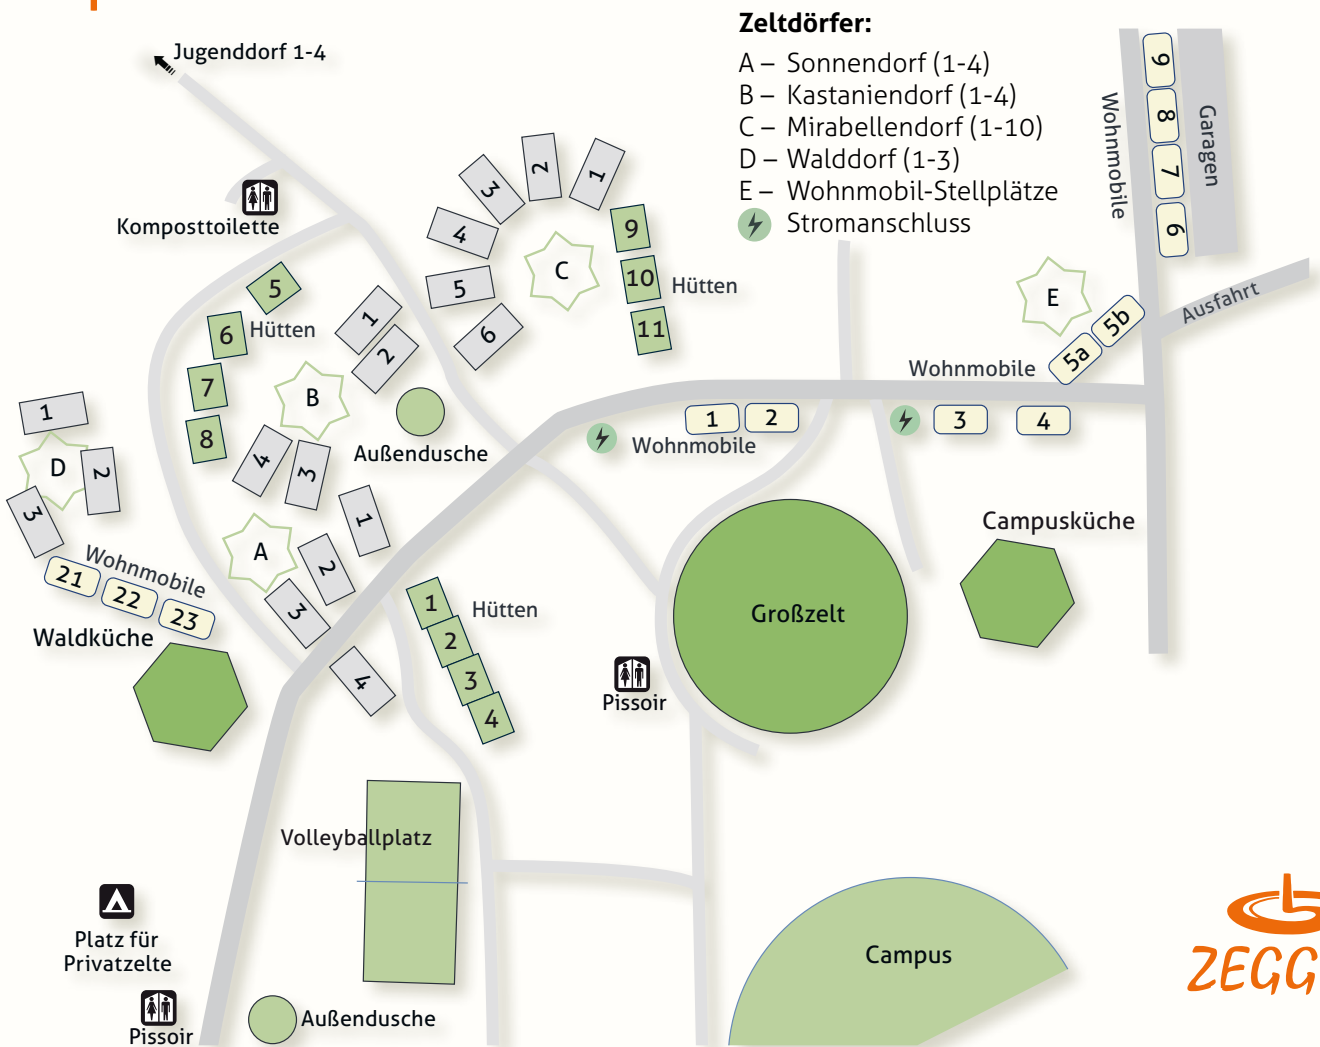 Zeltdörfer:
A – Sonnendorf (1-4)
B – Kastaniendorf (1-4)
C – Mirabellendorf (1-10)
D – Walddorf (1-3)
E – Wohnmobil-Stellplätze
Stromanschluss
Jugenddorf 1-4
Komposttoilette
1
2
3
4
5
6
C
9
10
11
Hütten
5
6
7
8
Hütten
1
2
3
4
B
Außendusche
1
2
3
D
Wohnmobile
21
22
23
Waldküche
1
2
3
4
A
1
2
3
4
Hütten
Wohnmobile
9
8
7
6
Garagen
Ausfahrt
E
5a
5b
Wohnmobile
1
2
Wohnmobile
3
4
Campusküche
Großzelt
Pissoir
Volleyballplatz
Platz für
Privatzelte
Pissoir
Außendusche
Campus
ZEGG